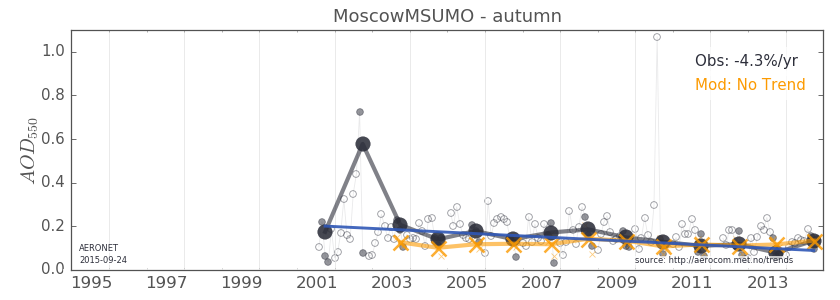 MoscowMSUMO - autumn
1.0
0.8
0.6
0.4
0.2
0.0
AOD550
Obs: -4.3%/yr
Mod: No Trend
AERONET
2015-09-24
source: http://aerocom.met.no/trends
1995 1997 1999 2001 2003 2005 2007 2009 2011 2013